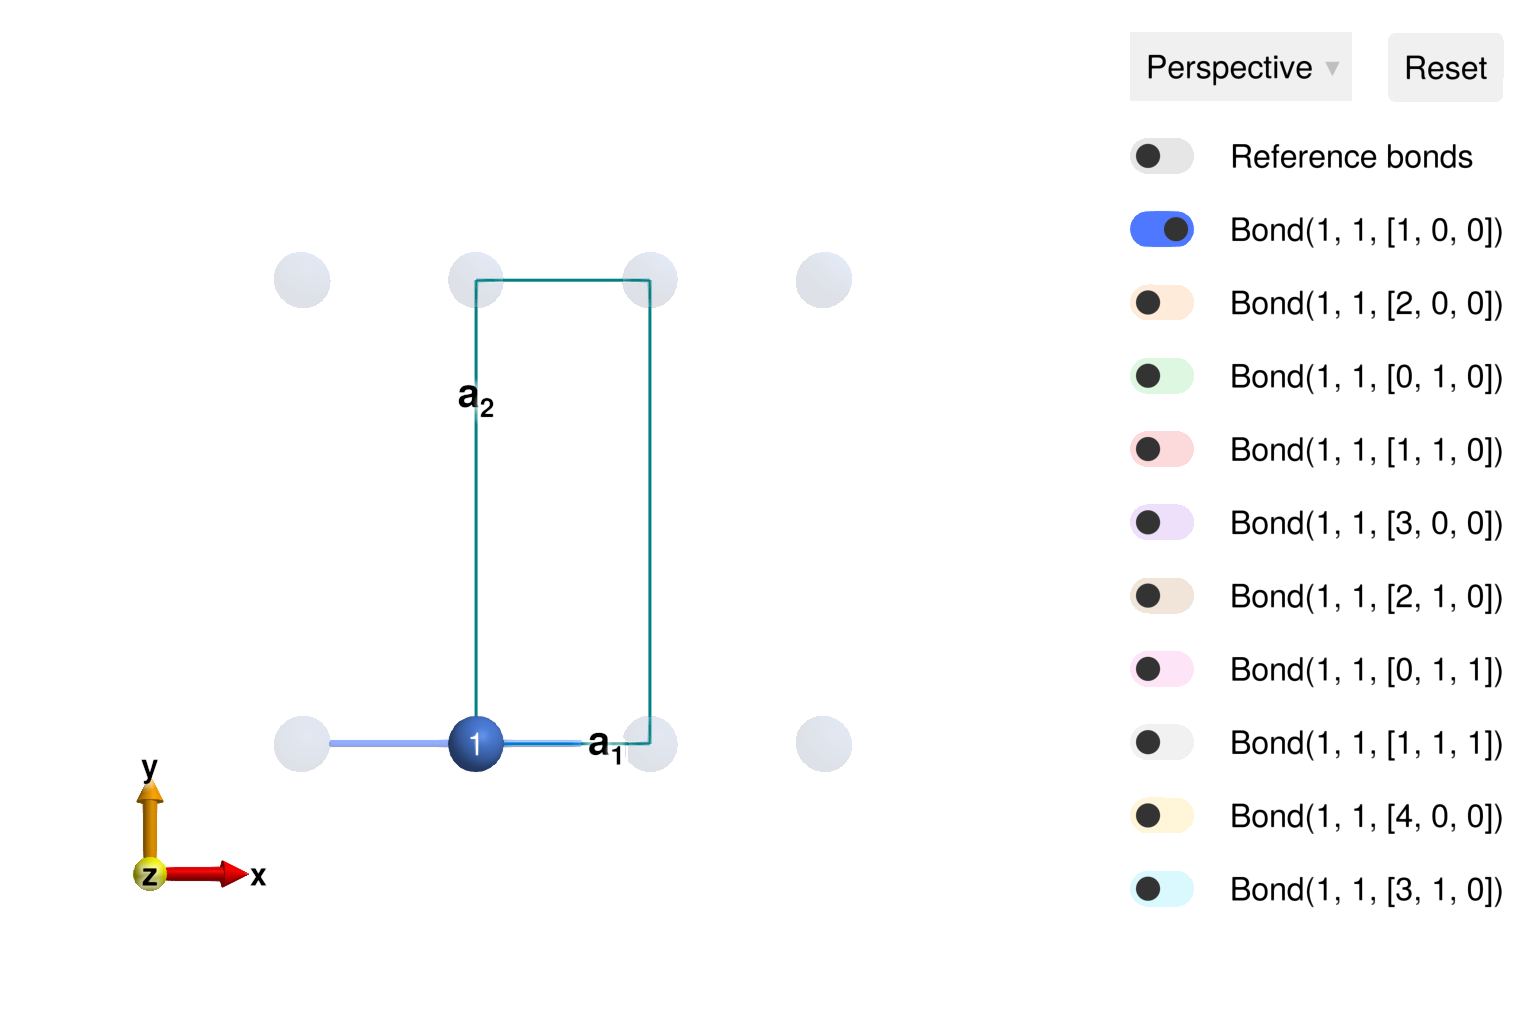 Perspective ▼
Reset
Reference bonds
Bond(1, 1, [1, 0, 0])
Bond(1, 1, [2, 0, 0])
Bond(1, 1, [0, 1, 0])
Bond(1, 1, [1, 1, 0])
Bond(1, 1, [3, 0, 0])
Bond(1, 1, [2, 1, 0])
Bond(1, 1, [0, 1, 1])
Bond(1, 1, [1, 1, 1])
Bond(1, 1, [4, 0, 0])
Bond(1, 1, [3, 1, 0])
a₂
1
a₁
y
z
x